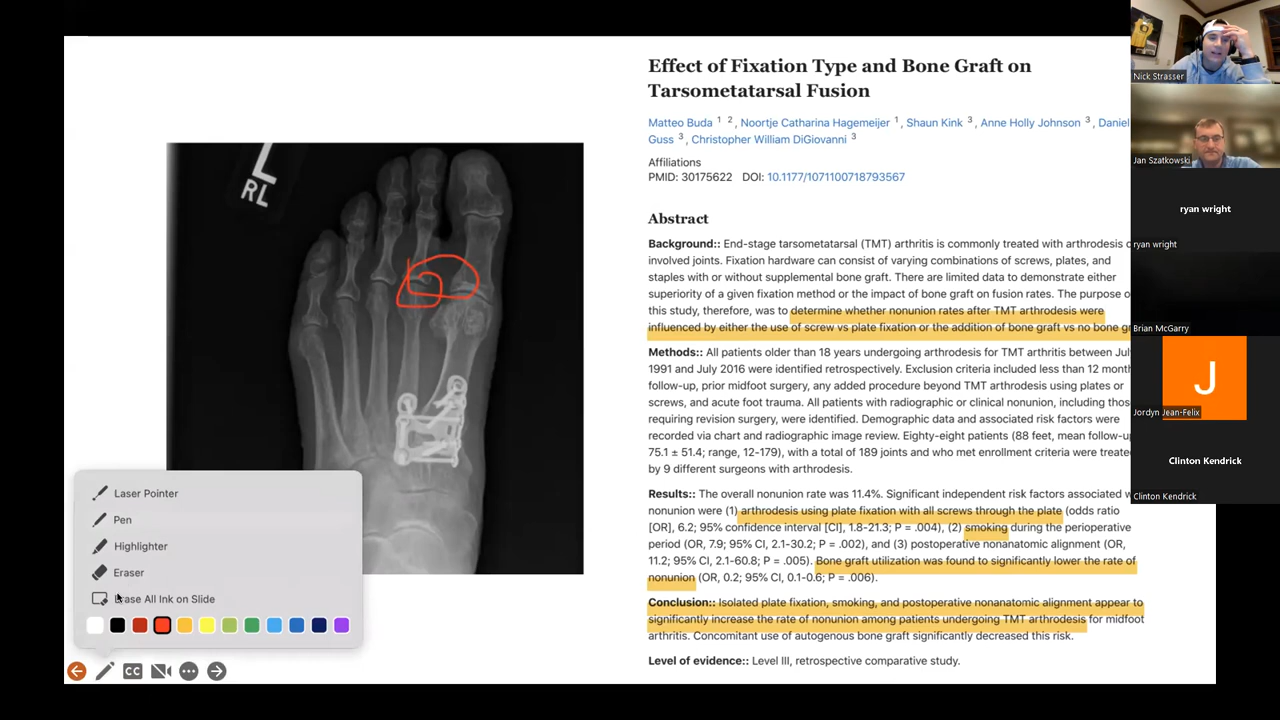 Effect of Fixation Type and Bone Graft on
Tarsometatarsal Fusion
Matteo Buda 1 2 , Noortje Catharina Hagemeijer 1 , Shaun Kink 3 , Anne Holly Johnson 3 , Daniel
Guss 3 , Christopher William DiGiovanni 3
Affiliations
PMID: 30175622 DOI: 10.1177/1071100718793567
Abstract
Background:: End-stage tarsometatarsal (TMT) arthritis is commonly treated with arthrodesis
involved joints. Fixation hardware can consist of varying combinations of screws, plates, and
staples with or without supplemental bone graft. There are limited data to demonstrate either
superiority of a given fixation method or the impact of bone graft on fusion rates. The purpose
this study, therefore, was to determine whether nonunion rates after TMT arthrodesis were
influenced by either the use of screw vs plate fixation or the addition of bone graft vs no bone
Methods:: All patients older than 18 years undergoing arthrodesis for TMT arthritis between
1991 and July 2016 were identified retrospectively. Exclusion criteria included less than 12
follow-up, prior midfoot surgery, any added procedure beyond TMT arthrodesis using plates or
screws, and acute foot trauma. All patients with radiographic or clinical nonunion, including
requiring revision surgery, were identified. Demographic data and associated risk factors were
recorded via chart and radiographic image review. Eighty-eight patients (88 feet, mean
75.1 ± 51.4; range, 12-179), with a total of 189 joints and who met enrollment criteria were
by 9 different surgeons with arthrodesis.
Results:: The overall nonunion rate was 11.4%. Significant independent risk factors associated
nonunion were (1) arthrodesis using plate fixation with all screws through the plate (odds ratio
[OR], 6.2; 95% confidence interval [CI], 1.8-21.3; P = .004), (2) smoking during the perioperative
period (OR, 7.9; 95% CI, 2.1-30.2; P = .002), and (3) postoperative nonanatomic alignment (OR,
11.2; 95% CI, 2.1-60.8; P = .005). Bone graft utilization was found to significantly lower the rate of
nonunion (OR, 0.2; 95% CI, 0.1-0.6; P = .006).
Conclusion:: Isolated plate fixation, smoking, and postoperative nonanatomic alignment appear to
significantly increase the rate of nonunion among patients undergoing TMT arthrodesis for midfoot
arthritis. Concomitant use of autogenous bone graft significantly decreased this risk.
Level of evidence:: Level III, retrospective comparative study.
L
RL
Laser Pointer
Pen
Highlighter
Eraser
Erase All Ink on Slide
CC
Nick Strasser
Jan Szatkowski
ryan wright
ryan wright
Brian McGarry
J
Jordyn Jean-Felix
Clinton Kendrick
Clinton Kendrick